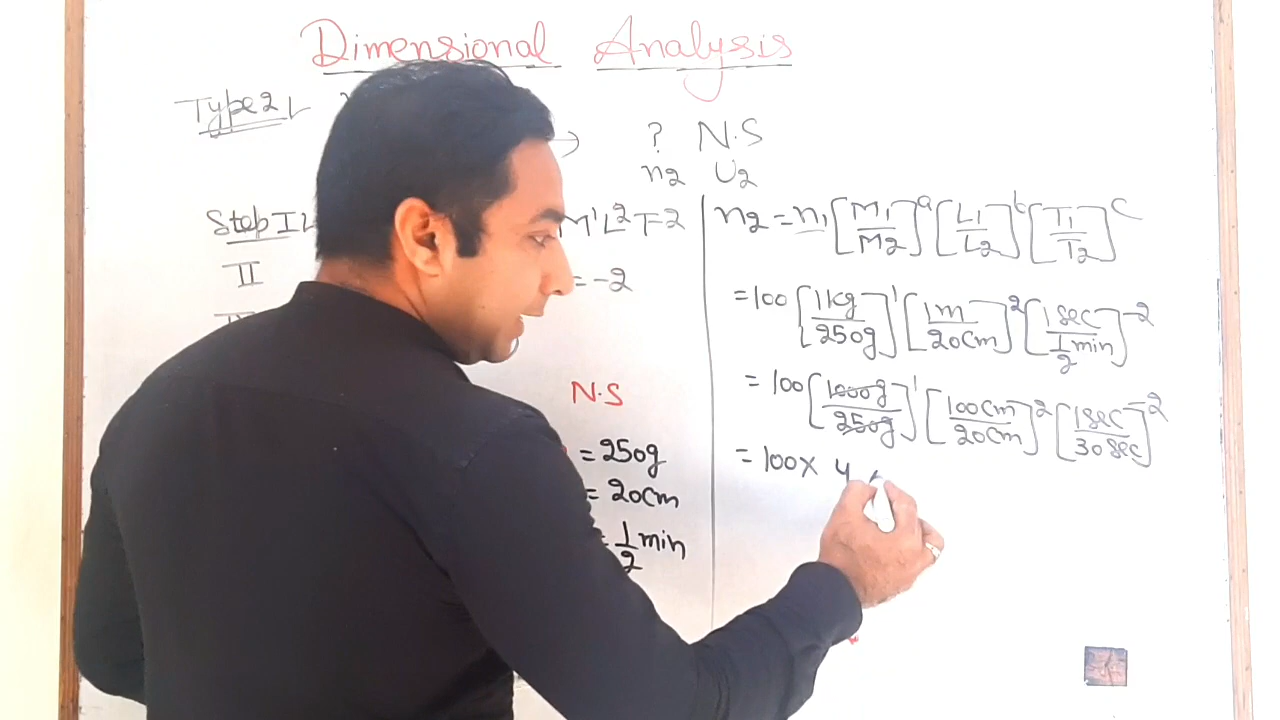 Dimensional Analysis
Type 2
? N.S
n2 U2
Step I M¹L²T-2
II = -2
N.S
= 250g
= 20cm
= 1/2 min
n2 = n1 [M1/M2]^a [L1/L2]^b [T1/T2]^c
= 100 [1kg/250g]^1 [1m/20cm]^2 [1sec/1/2 min]^-2
= 100 [1000g/250g]^1 [100cm/20cm]^2 [1sec/30sec]^-2
= 100 x 4